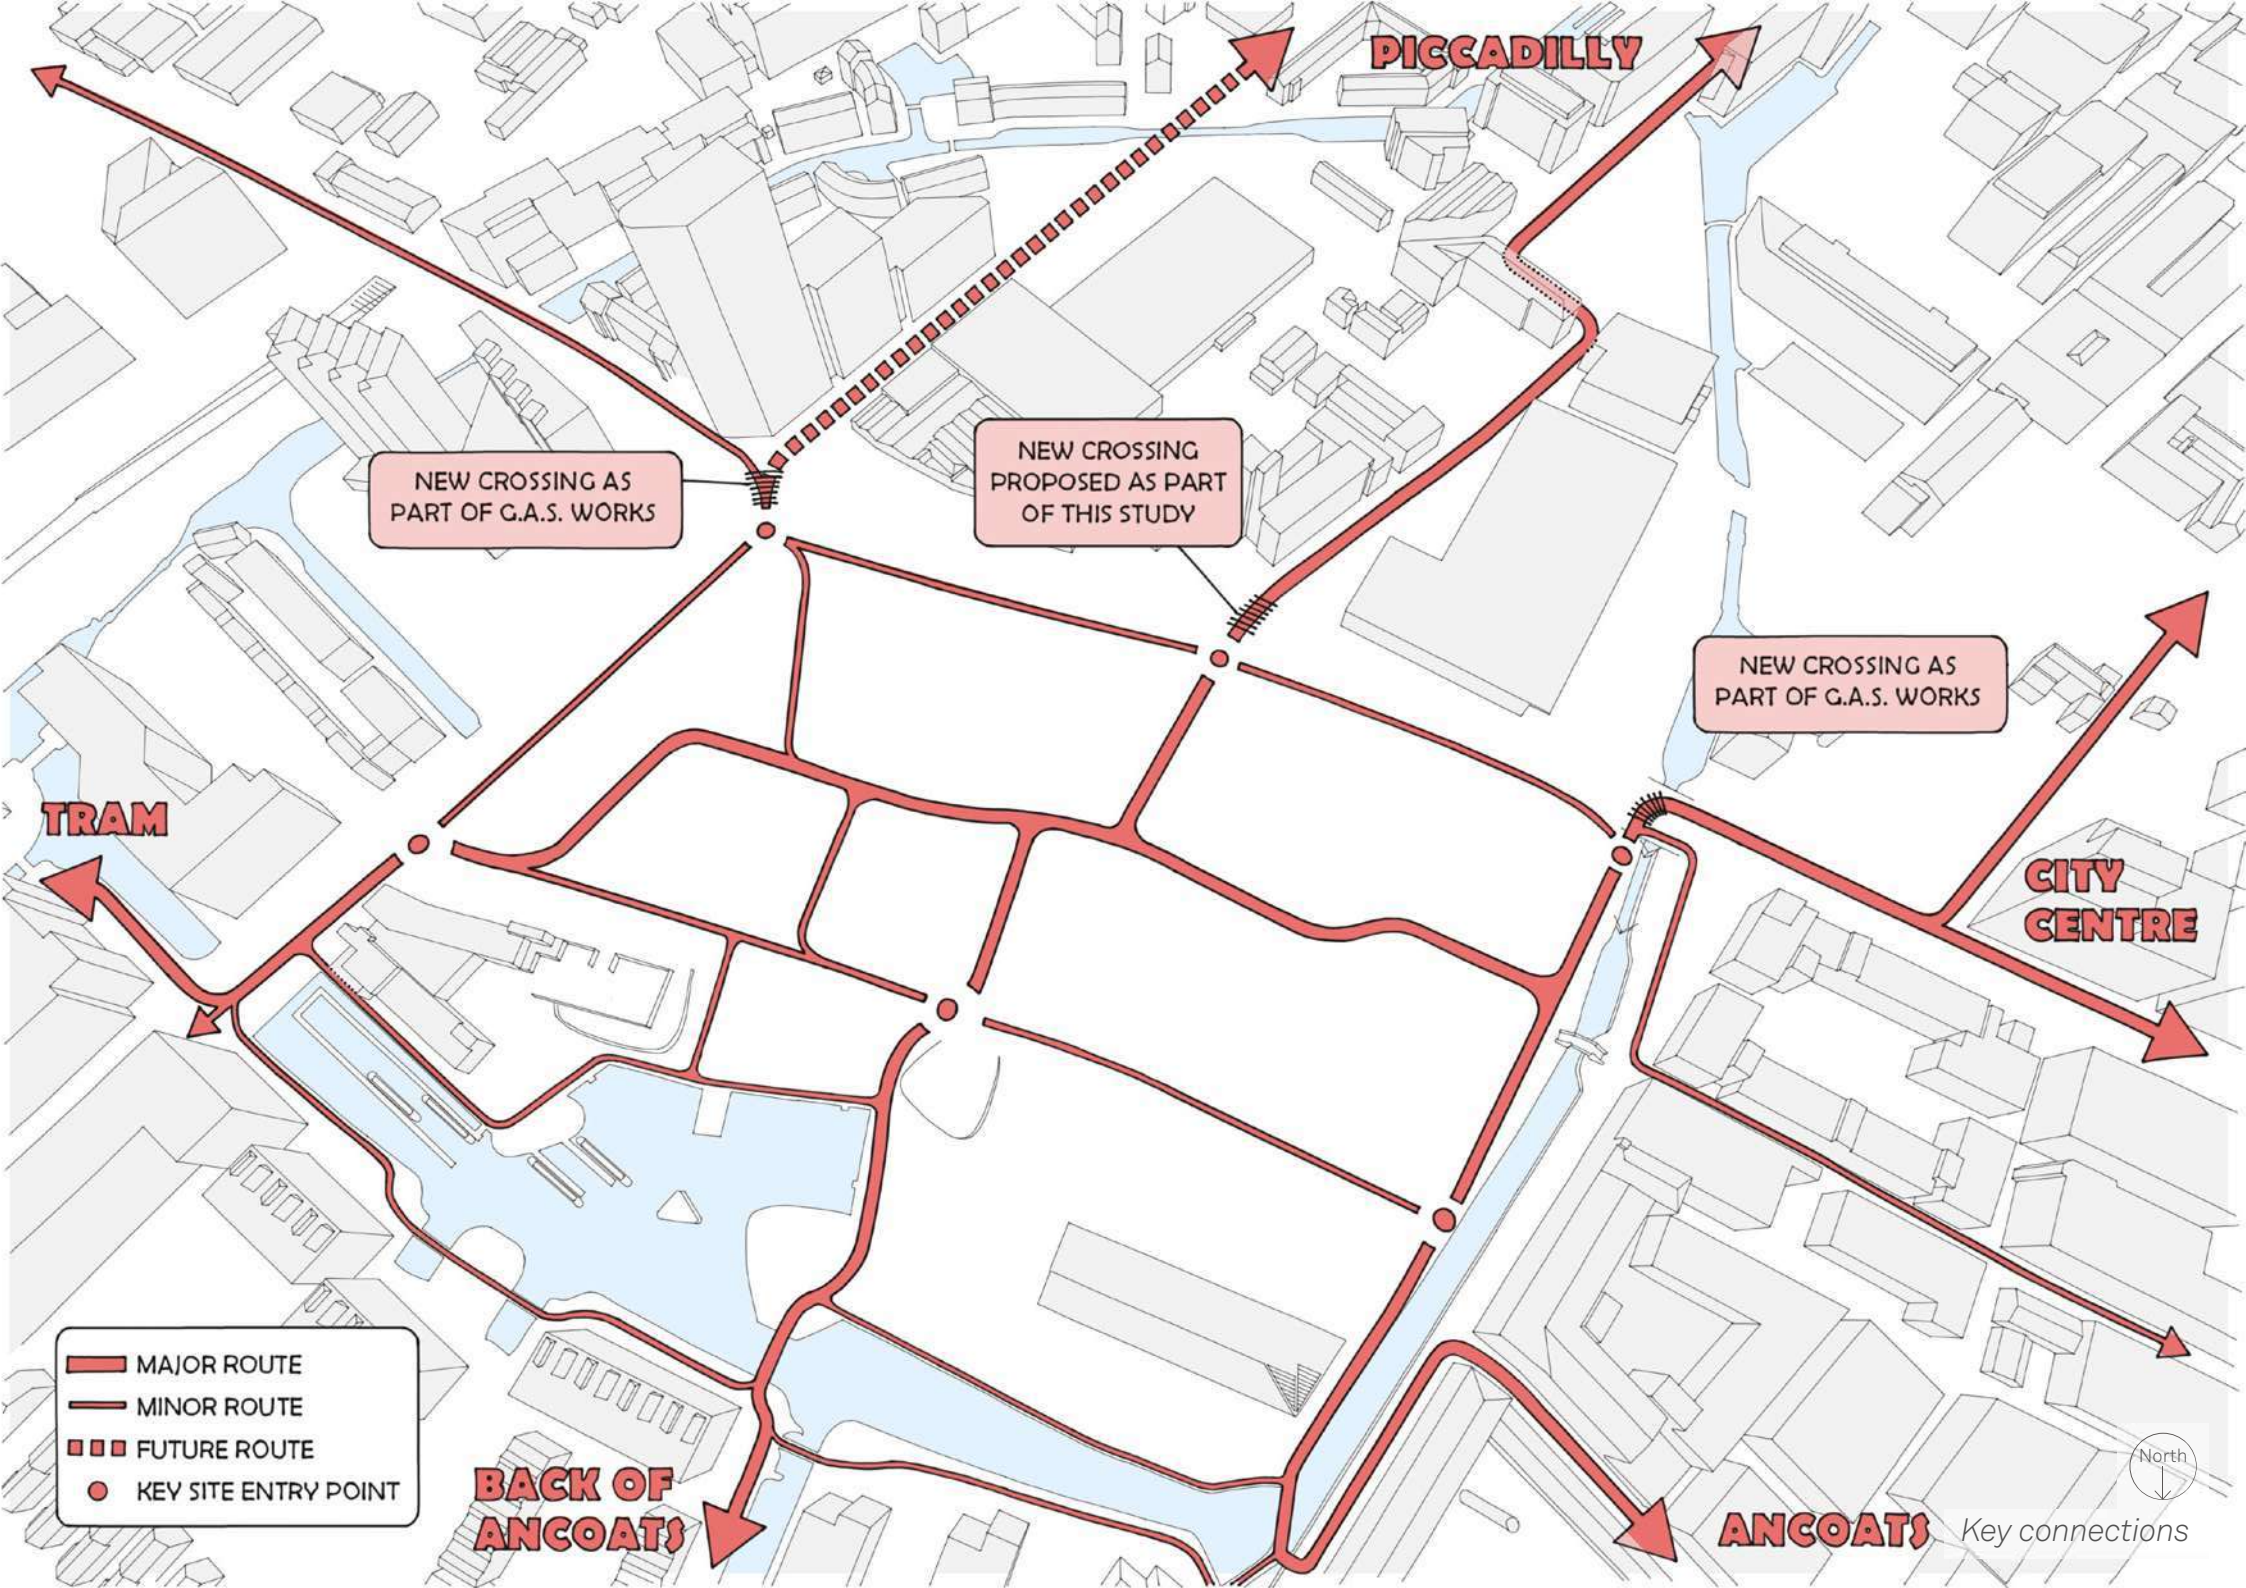 PICCADILLY
NEW CROSSING AS
PART OF G.A.S. WORKS
NEW CROSSING
PROPOSED AS PART
OF THIS STUDY
NEW CROSSING AS
PART OF G.A.S. WORKS
TRAM
CITY
CENTRE
MAJOR ROUTE
MINOR ROUTE
FUTURE ROUTE
KEY SITE ENTRY POINT
BACK OF
ANCOATS
North
ANCOATS
Key connections